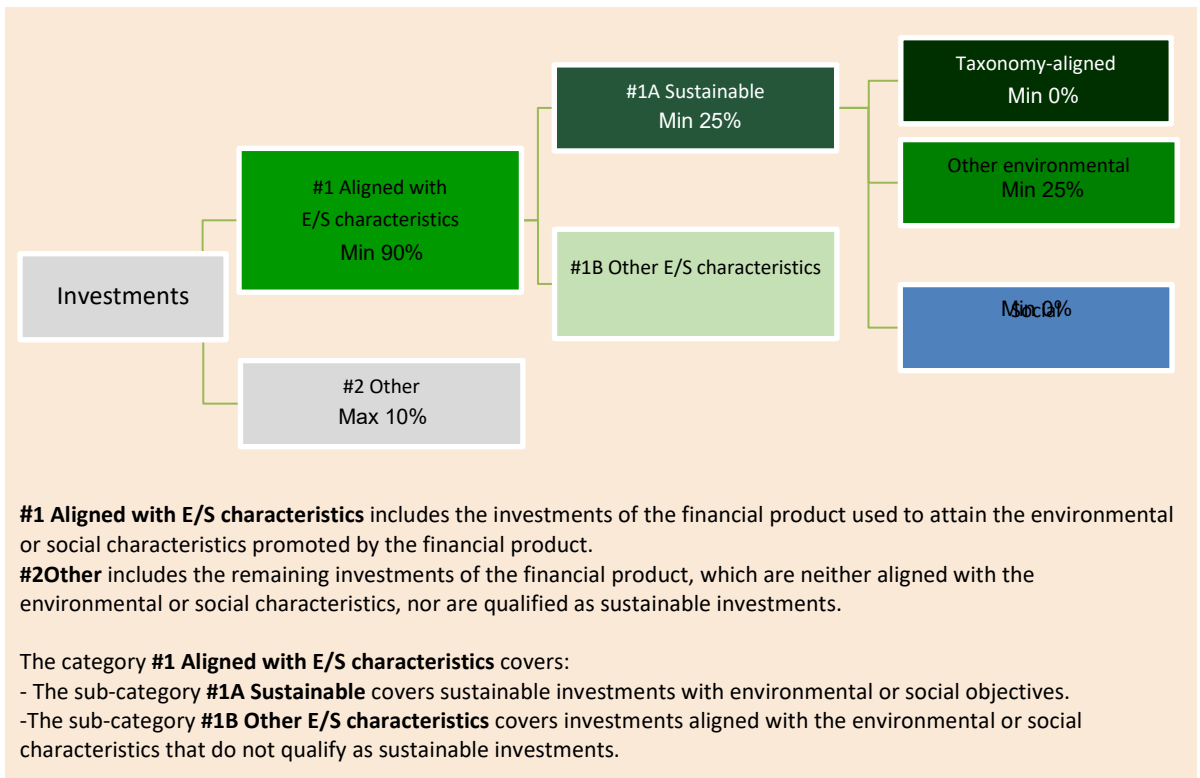 Taxonomy-aligned
Min 0%
#1A Sustainable
Min 25%
Other environmental
Min 25%
#1 Aligned with
E/S characteristics
Min 90%
#1B Other E/S characteristics
Investments
Social
Min 0%
#2 Other
Max 10%
#1 Aligned with E/S characteristics includes the investments of the financial product used to attain the environmental
or social characteristics promoted by the financial product.
#2Other includes the remaining investments of the financial product, which are neither aligned with the
environmental or social characteristics, nor are qualified as sustainable investments.
The category #1 Aligned with E/S characteristics covers:
- The sub-category #1A Sustainable covers sustainable investments with environmental or social objectives.
-The sub-category #1B Other E/S characteristics covers investments aligned with the environmental or social
characteristics that do not qualify as sustainable investments.